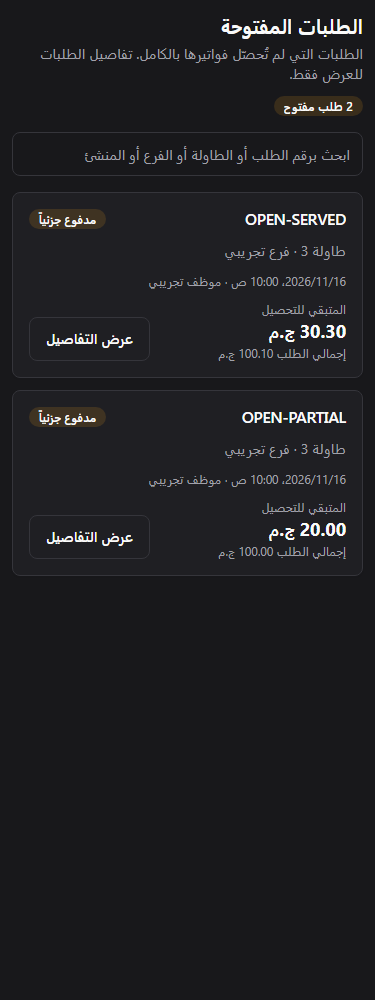 الطلبات المفتوحة
الطلبات التي لم تُحصّل فواتيرها بالكامل. تفاصيل الطلبات
للعرض فقط.
2 طلب مفتوح
ابحث برقم الطلب أو الطاولة أو الفرع أو المنشئ
OPEN-SERVED
مدفوع جزئياً
طاولة 3 · فرع تجريبي
2026/11/16، 10:00 ص · موظف تجريبي
المتبقي للتحصيل
30.30 ج.م
إجمالي الطلب 100.10 ج.م
عرض التفاصيل
OPEN-PARTIAL
مدفوع جزئياً
طاولة 3 · فرع تجريبي
2026/11/16، 10:00 ص · موظف تجريبي
المتبقي للتحصيل
20.00 ج.م
إجمالي الطلب 100.00 ج.م
عرض التفاصيل